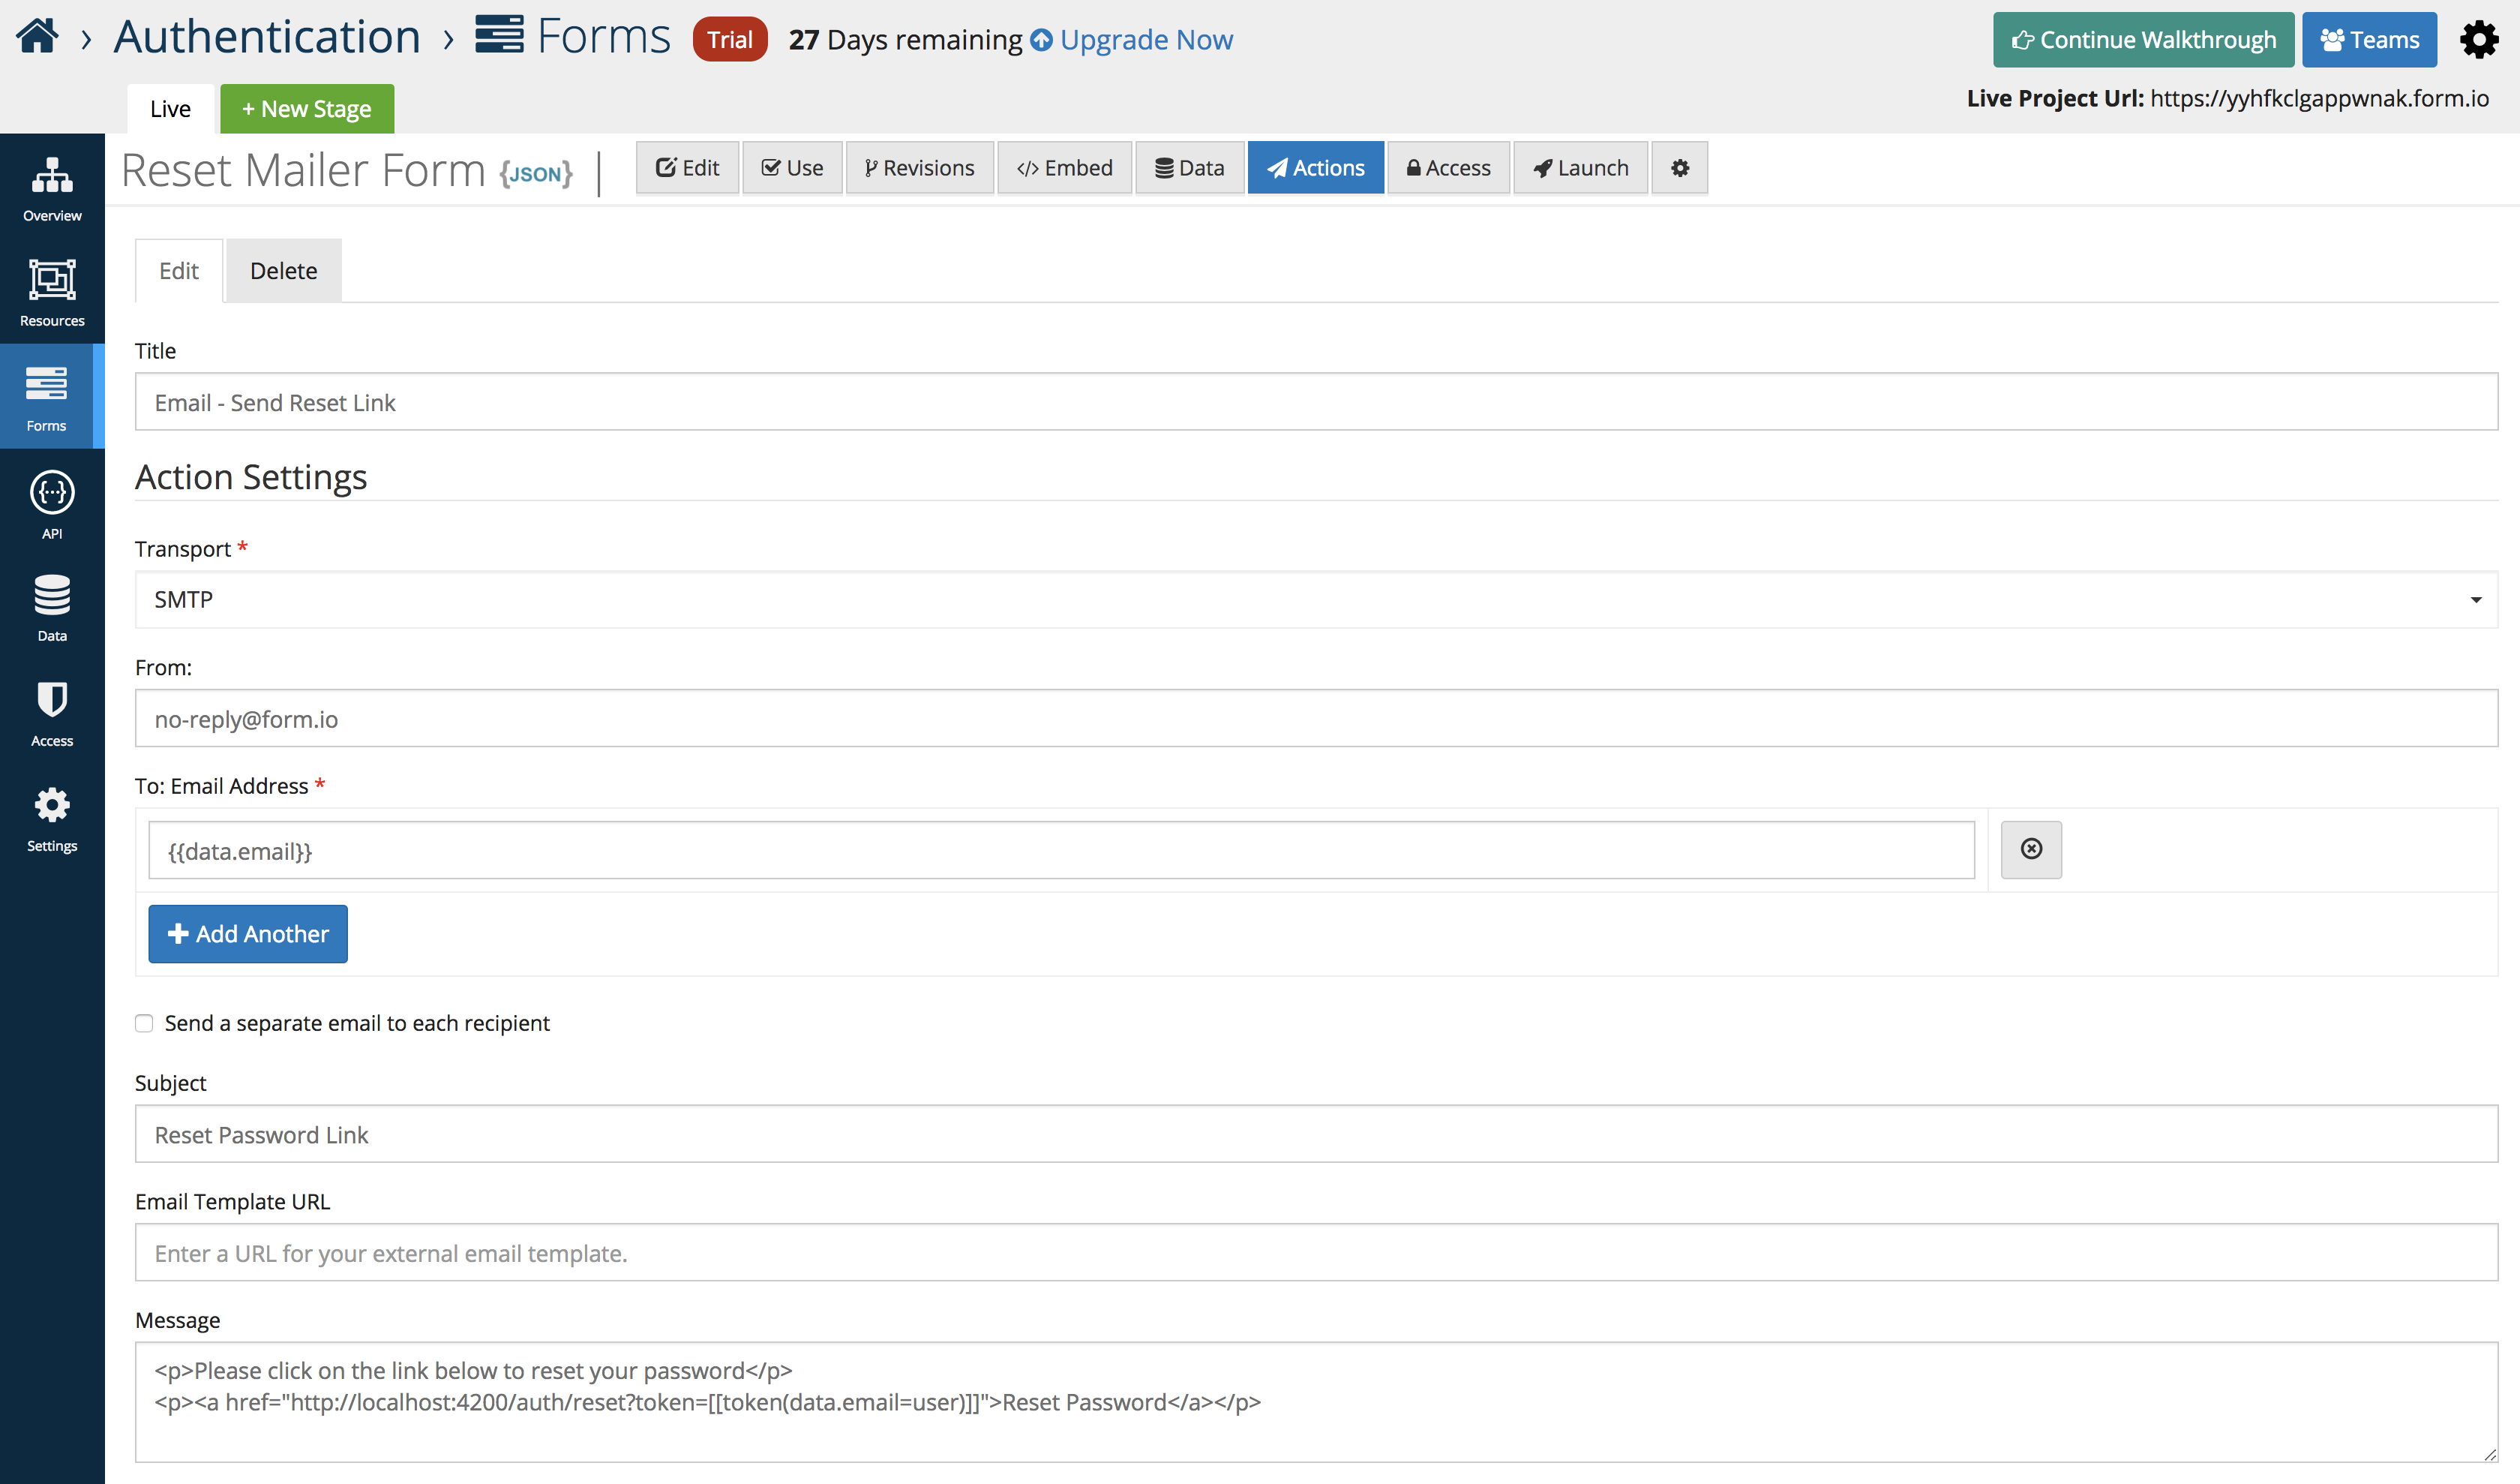 › Authentication › Forms Trial 27 Days remaining Upgrade Now Continue Walkthrough Teams
Live + New Stage Live Project Url: https://yyhfkclgappwnak.form.io
Reset Mailer Form {JSON} | Edit Use Revisions </> Embed Data Actions Access Launch
Overview
Resources
Forms
API
Data
Access
Settings
Edit Delete
Title
Email - Send Reset Link
Action Settings
Transport *
SMTP
From:
no-reply@form.io
To: Email Address *
{{data.email}}
+ Add Another
Send a separate email to each recipient
Subject
Reset Password Link
Email Template URL
Enter a URL for your external email template.
Message
<p>Please click on the link below to reset your password</p>
<p><a href="http://localhost:4200/auth/reset?token=[[token(data.email=user)]]">Reset Password</a></p>